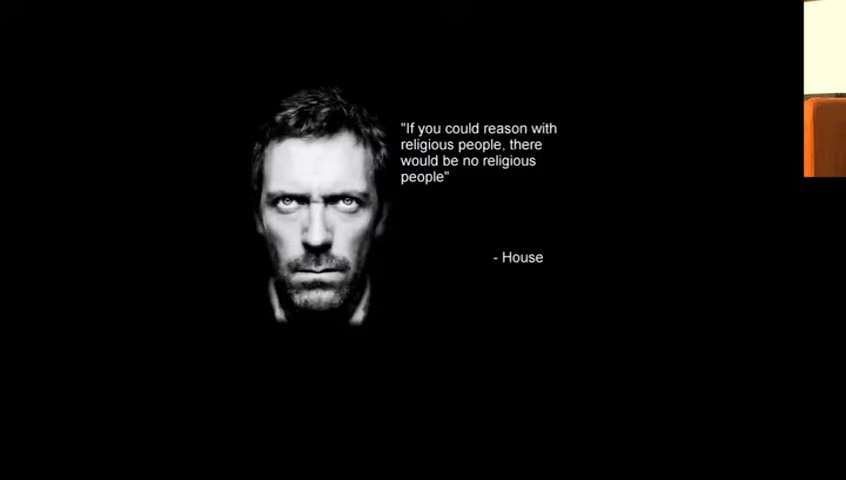 "If you could reason with
religious people, there
would be no religious
people"
- House